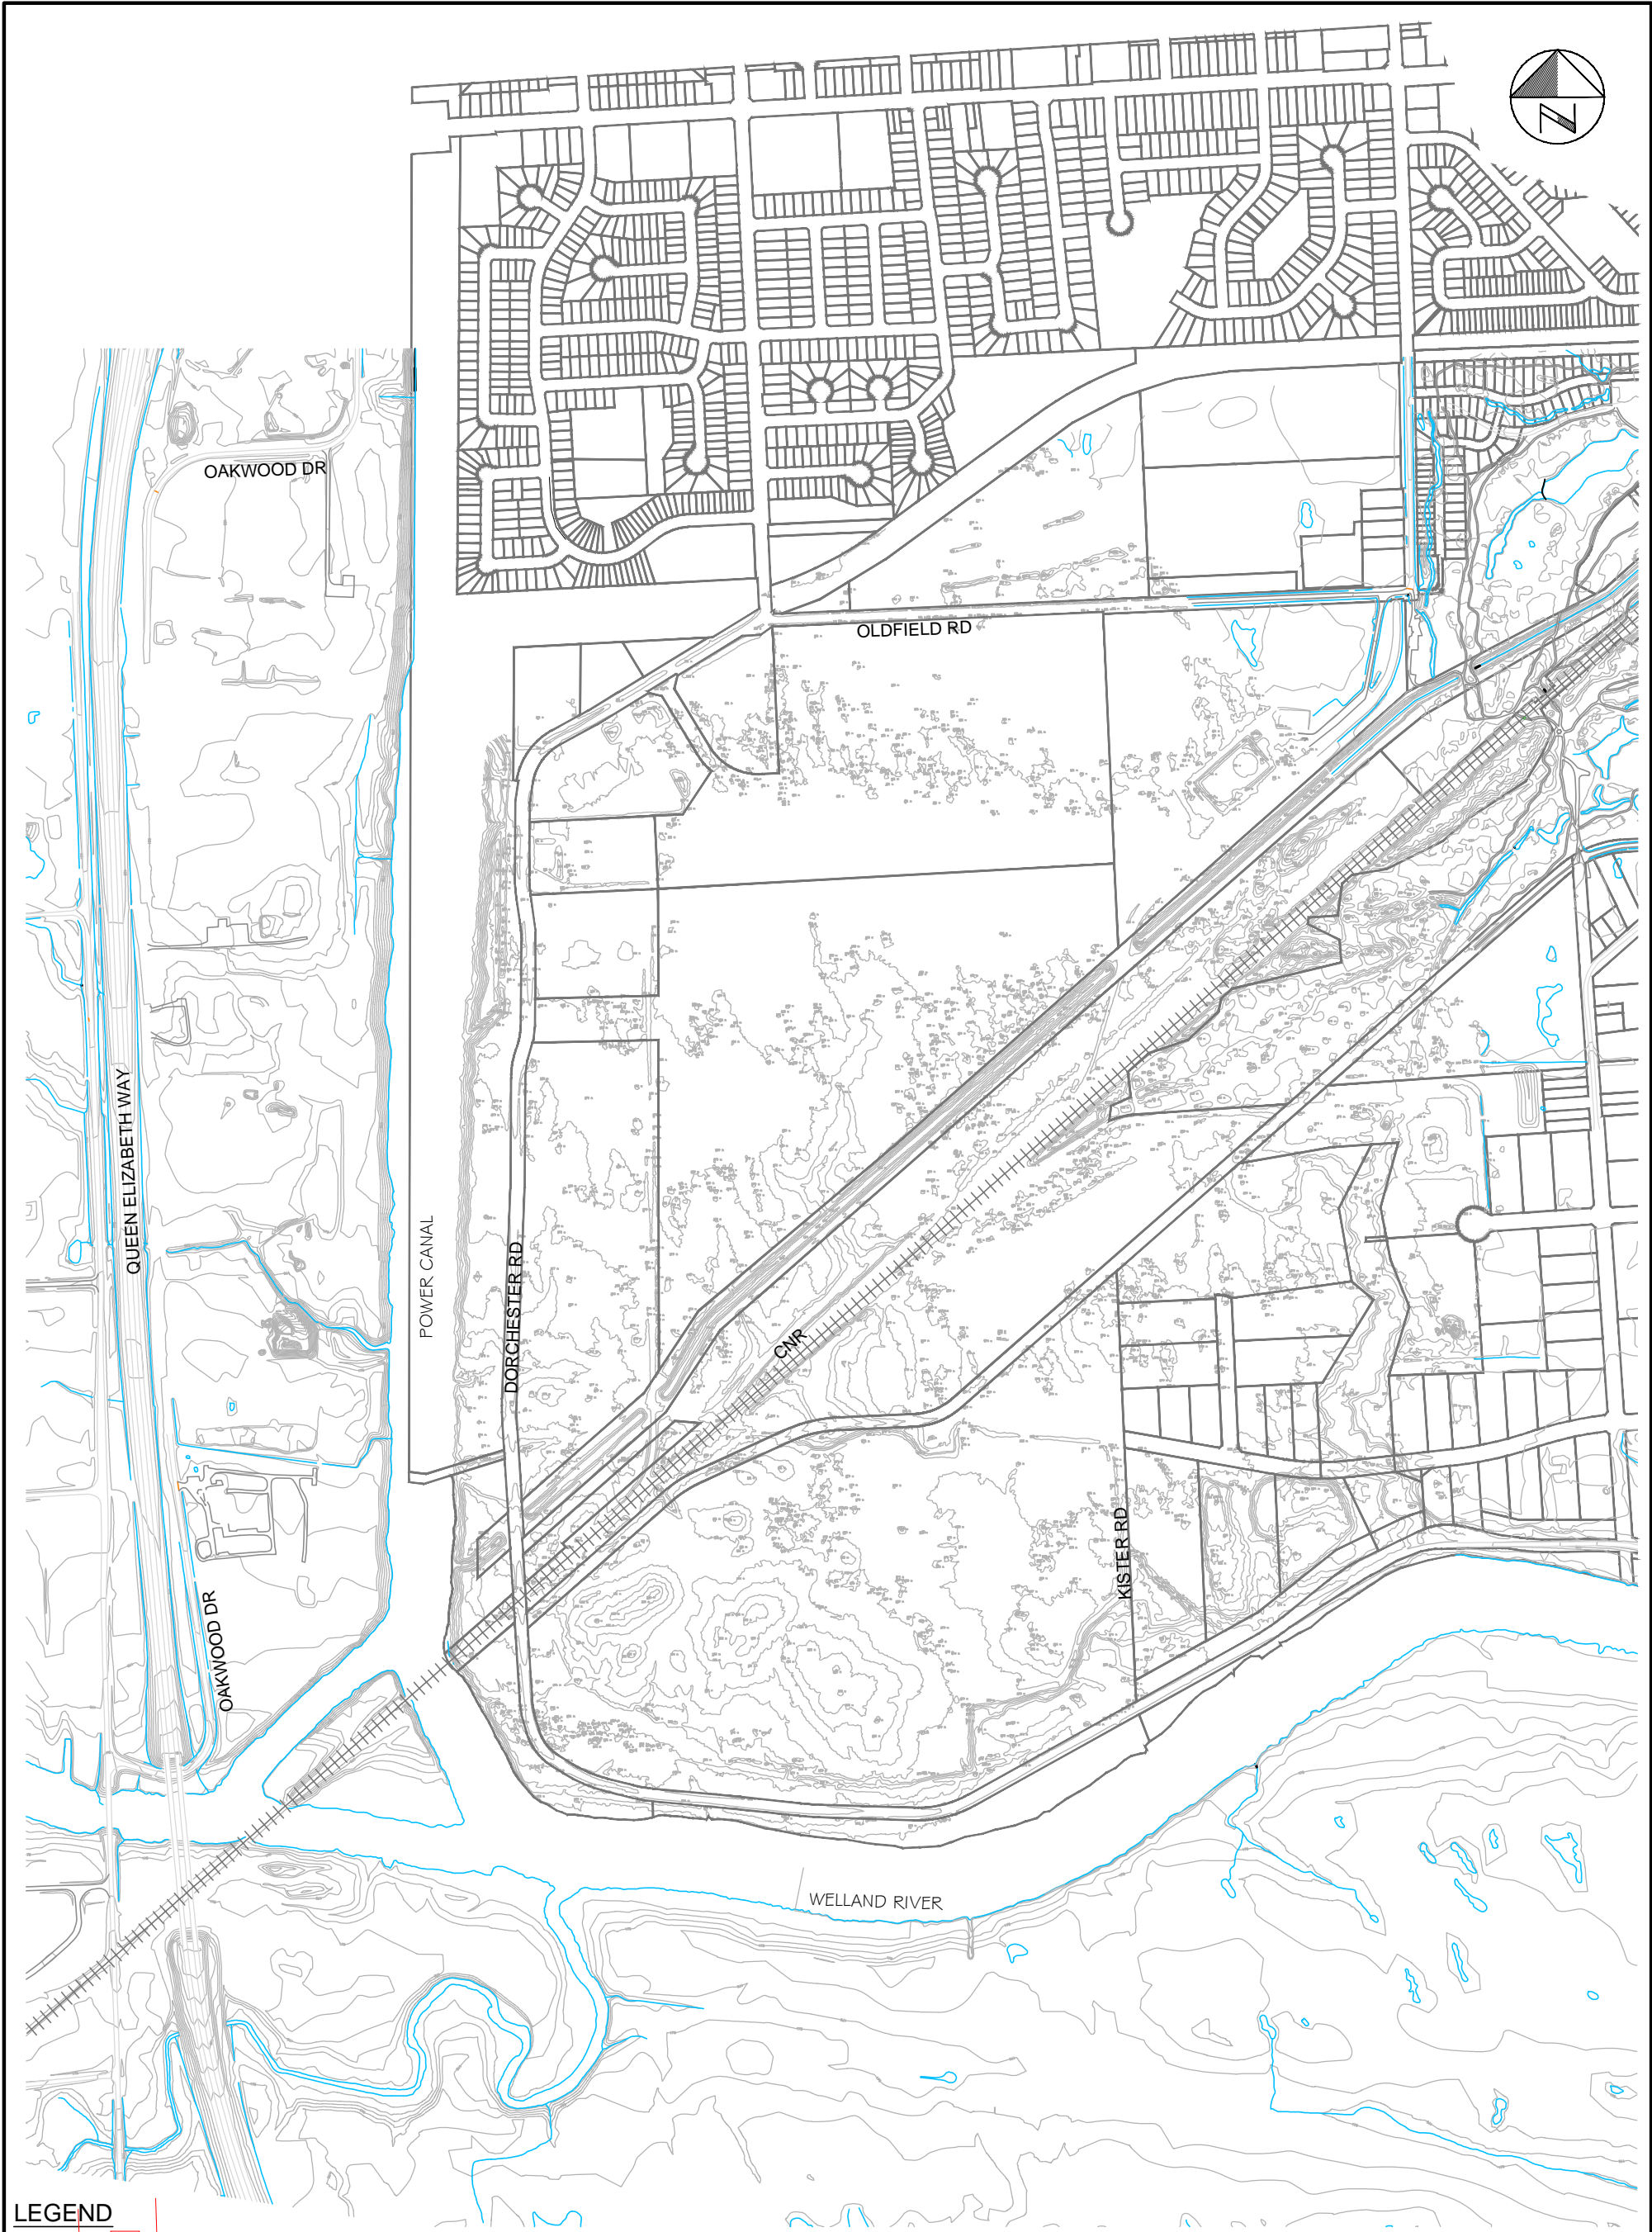 N
OAKWOOD DR
OLDFIELD RD
QUEEN ELIZABETH WAY
POWER CANAL
DORCHESTER RD
CNR
KISTER RD
OAKWOOD DR
WELLAND RIVER
LEGEND